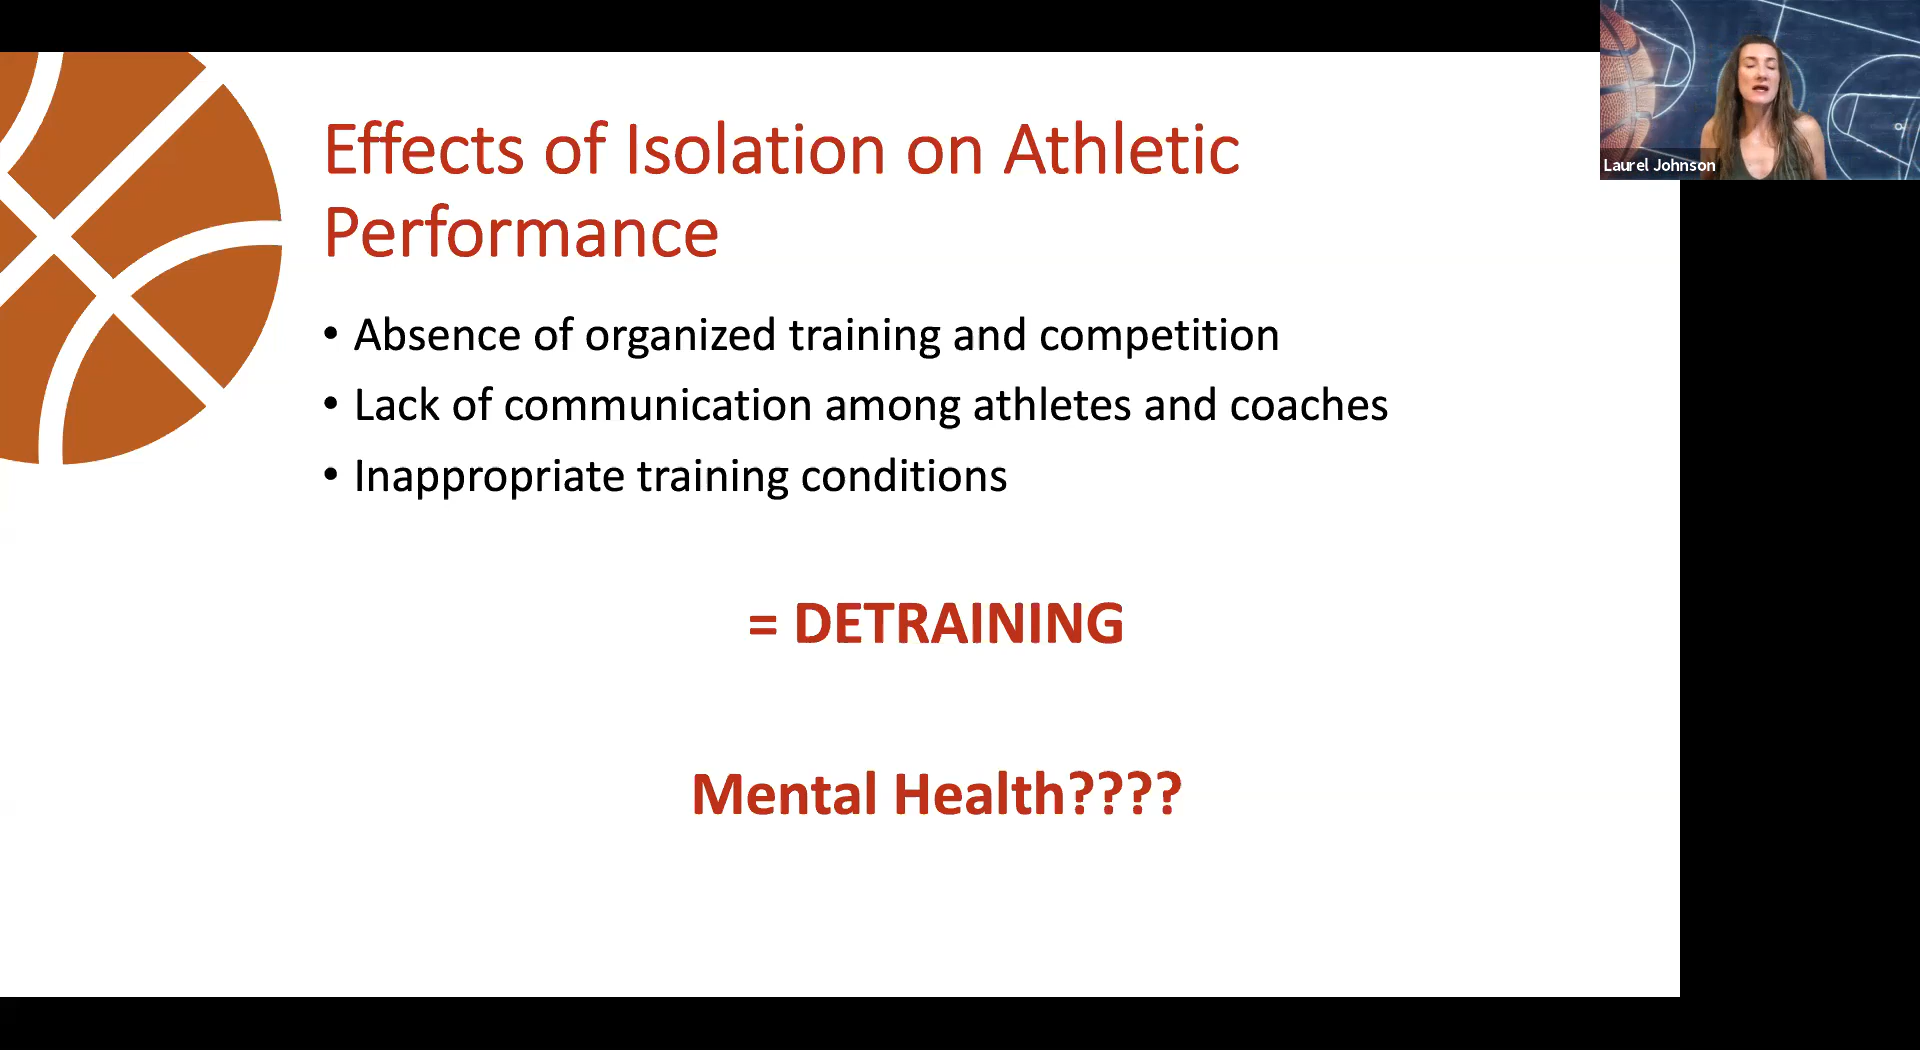 Effects of Isolation on Athletic
Performance
• Absence of organized training and competition
• Lack of communication among athletes and coaches
• Inappropriate training conditions
= DETRAINING
Mental Health????
Laurel Johnson